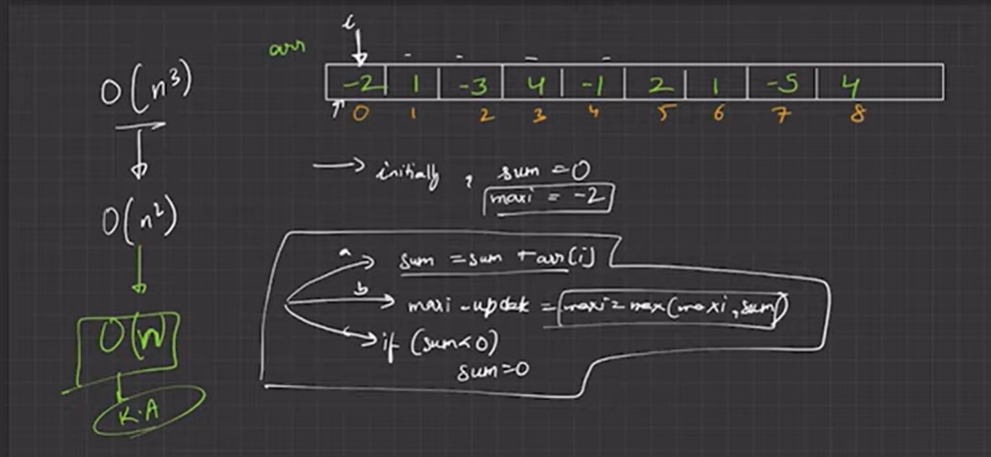 i
arr
-2 1 -3 4 -1 2 1 -5 4
0 1 2 3 4 5 6 7 8
O(n³)
O(n²)
O(n)
K.A
→ initially, sum = 0
maxi = -2
a → sum = sum + arr[i]
b → maxi - update = maxi = max(maxi, sum)
c → if (sum < 0)
sum = 0